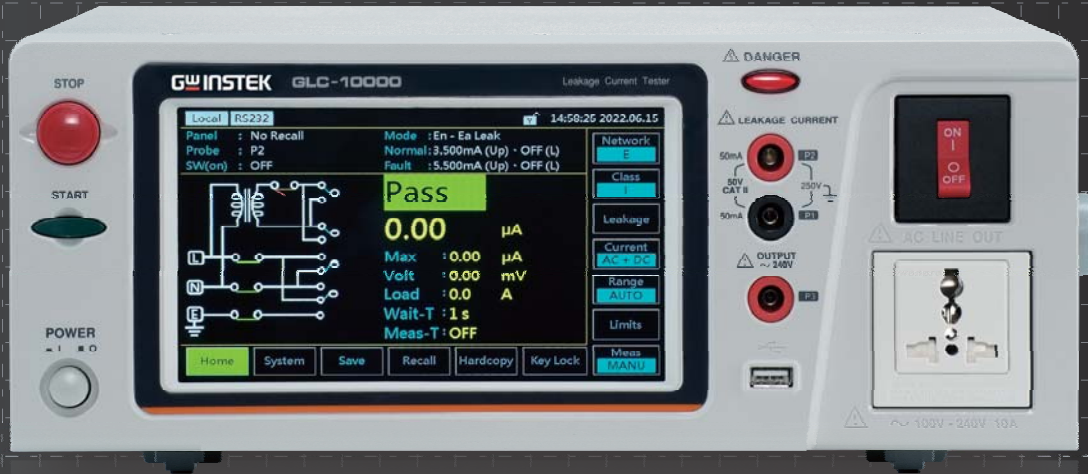 STOP
START
POWER
GWINSTEK GLC-10000 Leakage Current Tester
Local RS232 14:58:25 2022.06.15
Panel : No Recall Mode :En - Ea Leak
Probe : P2 Normal:3.500mA (Up) · OFF (L)
SW(on) : OFF Fault :5.500mA (Up) · OFF (L)
Pass
0.00 µA
Max :0.00 µA
Volt :0.00 mV
Load :0.0 A
Wait-T :1 s
Meas-T :OFF
L
N
E
Network
E
Class
I
Leakage
Current
AC + DC
Range
AUTO
Limits
Meas
MANU
Home System Save Recall Hardcopy Key Lock
DANGER
LEAKAGE CURRENT
50mA P2
50V
CAT II
250V
50mA P1
OUTPUT
~ 240V
P3
ON
I
O
OFF
AC LINE OUT
~ 100V - 240V 10A